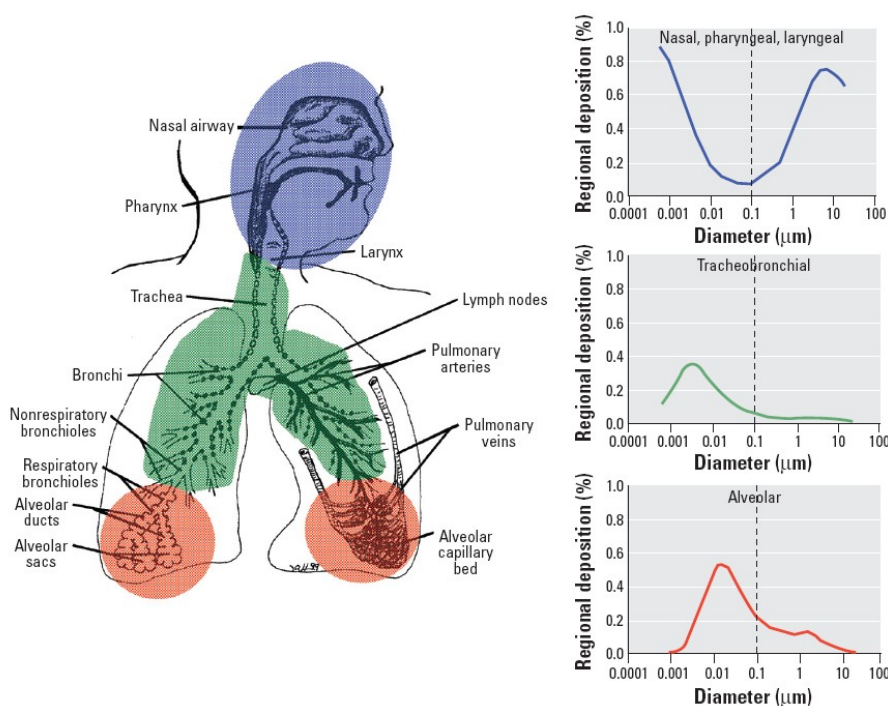 Nasal airway
Pharynx
Larynx
Trachea
Lymph nodes
Bronchi
Pulmonary
arteries
Nonrespiratory
bronchioles
Pulmonary
veins
Respiratory
bronchioles
Alveolar
ducts
Alveolar
sacs
Alveolar
capillary
bed
Regional deposition (%)
Nasal, pharyngeal, laryngeal
1.0
0.8
0.6
0.4
0.2
0.0
0.0001 0.001 0.01 0.1 1 10 100
Diameter (μm)
Regional deposition (%)
Tracheobronchial
1.0
0.8
0.6
0.4
0.2
0.0
0.0001 0.001 0.01 0.1 1 10 100
Diameter (μm)
Regional deposition (%)
Alveolar
1.0
0.8
0.6
0.4
0.2
0.0
0.0001 0.001 0.01 0.1 1 10 100
Diameter (μm)